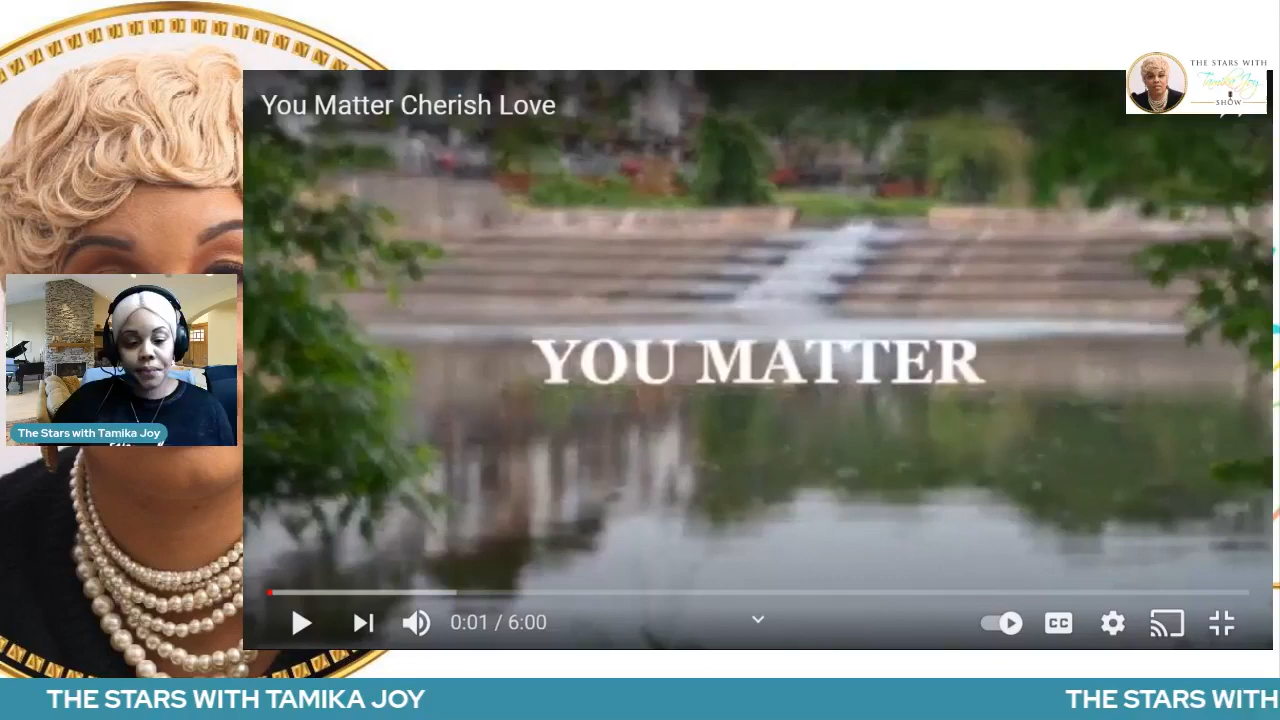 You Matter Cherish Love
THE STARS WITH
Tamika Joy
SHOW
YOU MATTER
The Stars with Tamika Joy
0:01 / 6:00
CC
THE STARS WITH TAMIKA JOY
THE STARS WITH